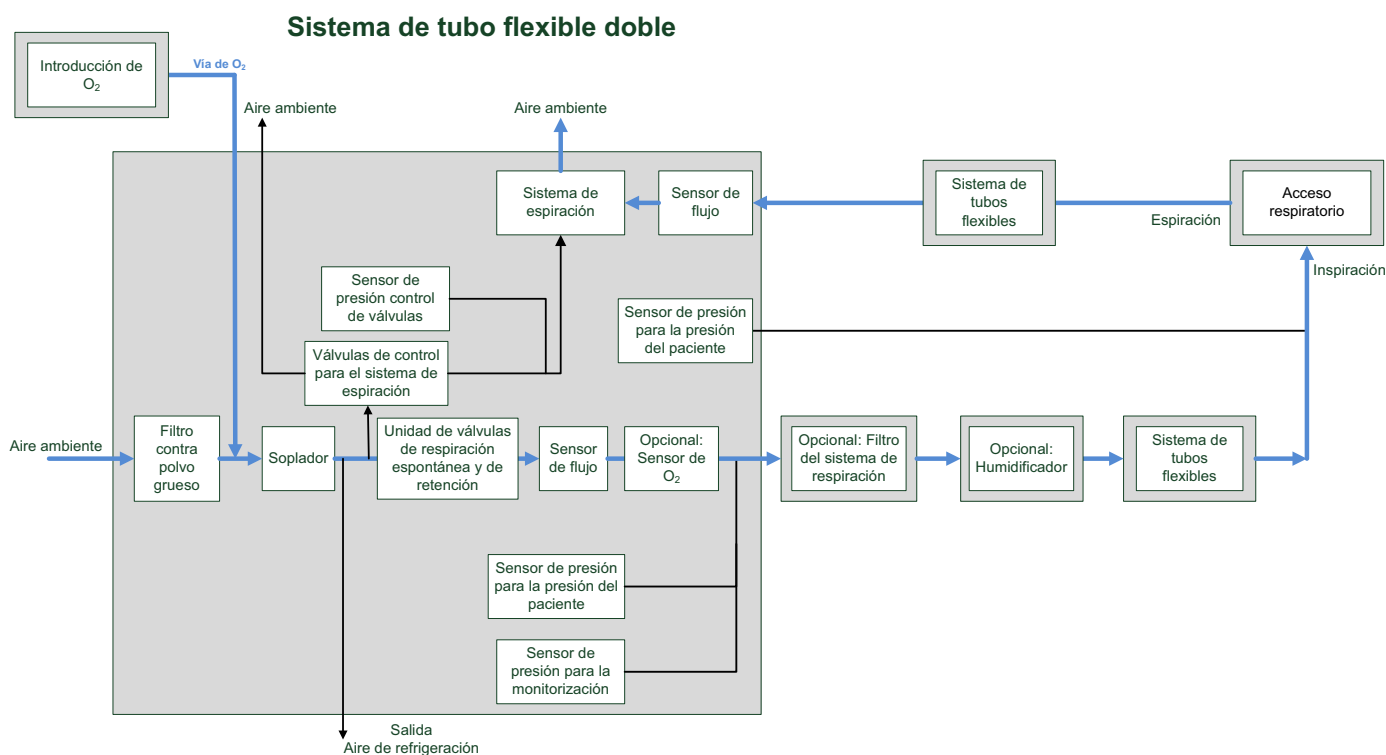 Sistema de tubo flexible doble
Introducción de
O₂
Via de O₂
Aire ambiente
Aire ambiente
Sistema de
espiración
Sensor de
flujo
Sistema de
tubos
flexibles
Espiración
Acceso
respiratorio
Inspiración
Sensor de
presión control
de válvulas
Sensor de presión
para la presión
del paciente
Válvulas de control
para el sistema de
espiración
Aire ambiente
Filtro
contra
polvo
grueso
Soplador
Unidad de válvulas
de respiración
espontánea y de
retención
Sensor
de flujo
Opcional:
Sensor de
O₂
Opcional: Filtro
del sistema de
respiración
Opcional:
Humidificador
Sistema de
tubos
flexibles
Sensor de presión
para la presión del
paciente
Sensor de
presión para la
monitorización
Salida
Aire de refrigeración